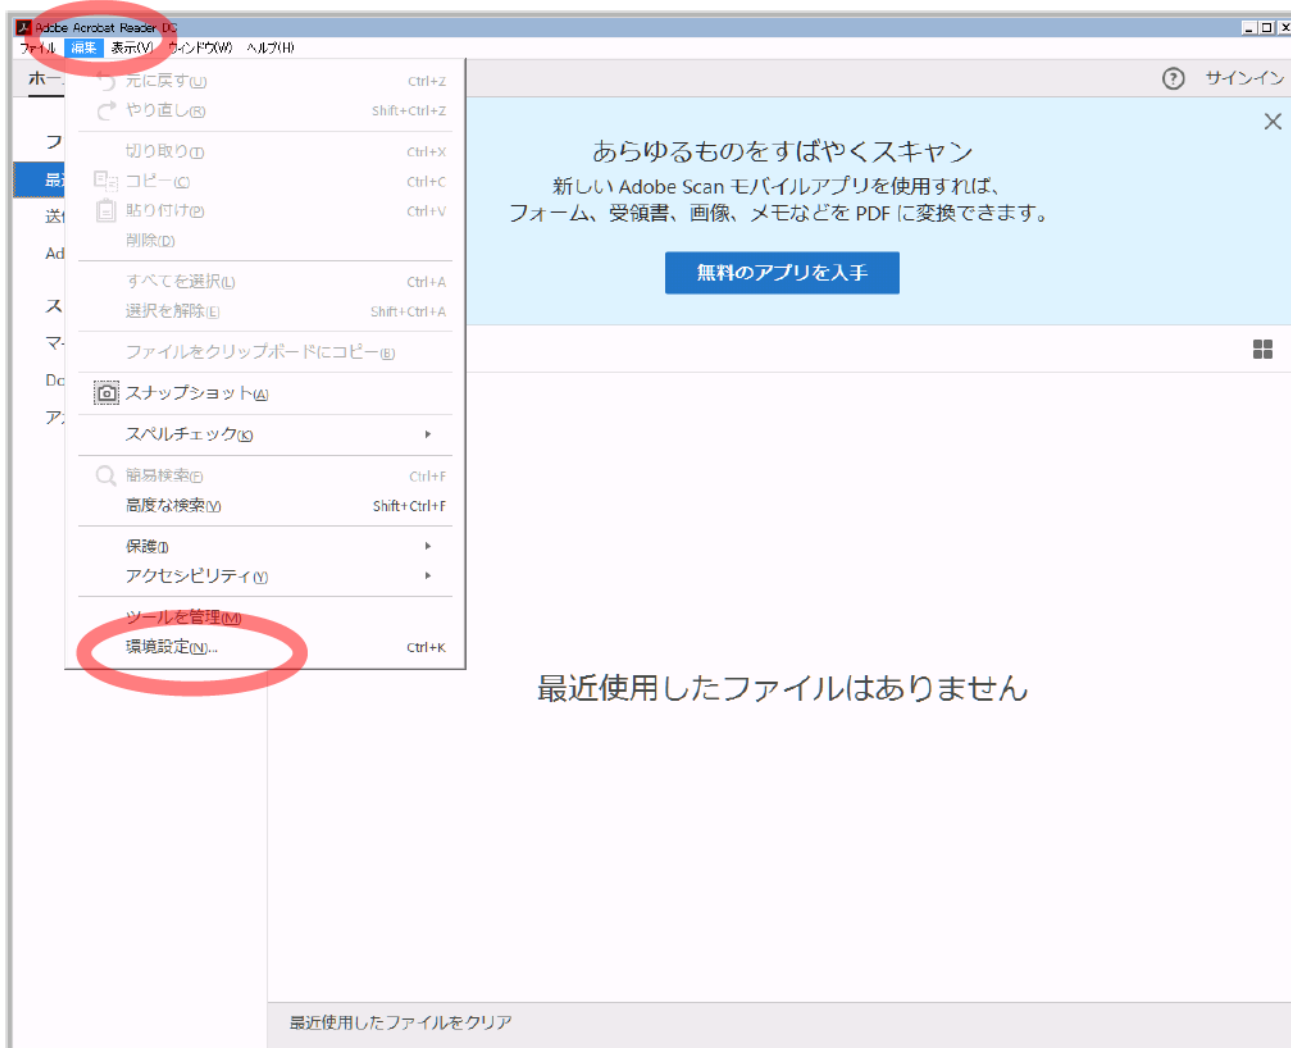 Adobe Acrobat Reader DC
ファイル 編集 表示(V) ウィンドウ(W) ヘルプ(H)
サインイン
元に戻す(U) Ctrl+Z
やり直し(R) Shift+Ctrl+Z
切り取り(T) Ctrl+X
コピー(C) Ctrl+C
貼り付け(P) Ctrl+V
削除(D)
すべてを選択(L) Ctrl+A
選択を解除(E) Shift+Ctrl+A
ファイルをクリップボードにコピー(B)
スナップショット(A)
スペルチェック(K)
簡易検索(F) Ctrl+F
高度な検索(V) Shift+Ctrl+F
保護(I)
アクセシビリティ(Y)
ツールを管理(M)
環境設定(N)... Ctrl+K
あらゆるものをすばやくスキャン
新しい Adobe Scan モバイルアプリを使用すれば、
フォーム、受領書、画像、メモなどを PDF に変換できます。
無料のアプリを入手
最近使用したファイルはありません
最近使用したファイルをクリア